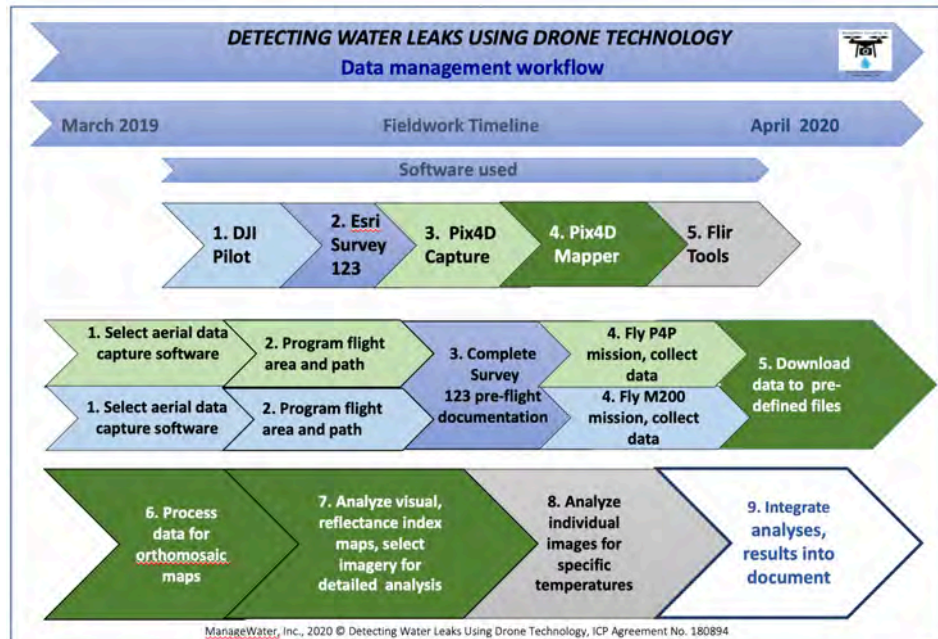 DETECTING WATER LEAKS USING DRONE TECHNOLOGY
Data management workflow
March 2019
Fieldwork Timeline
April 2020
Software used
1. DJI
Pilot
2. Esri
Survey
123
3. Pix4D
Capture
4. Pix4D
Mapper
5. Flir
Tools
1. Select aerial data
capture software
2. Program flight
area and path
3. Complete
Survey
123 pre-flight
documentation
4. Fly P4P
mission, collect
data
5. Download
data to pre-
defined files
1. Select aerial data
capture software
2. Program flight
area and path
4. Fly M200
mission, collect
data
6. Process
data for
orthomosaic
maps
7. Analyze visual,
reflectance index
maps, select
imagery for
detailed analysis
8. Analyze
individual
images for
specific
temperatures
9. Integrate
analyses,
results into
document
ManageWater, Inc., 2020 © Detecting Water Leaks Using Drone Technology, ICP Agreement No. 180894